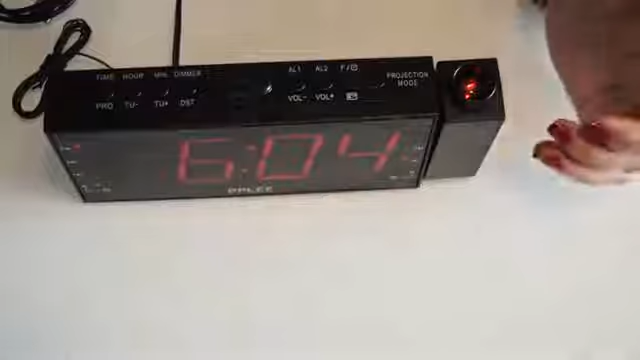 TIME HOUR MIN DIMMER
PRO TU- TU+ DST
AL1 AL2
VOL- VOL+
PROJECTION
MODE
6:04